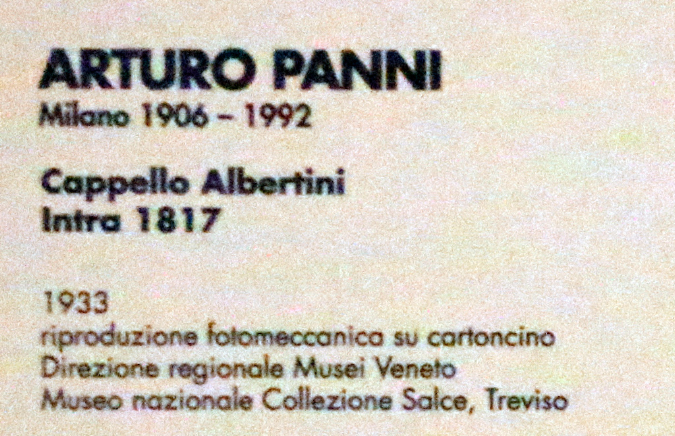 ARTURO PANNI
Milano 1906 – 1992
Cappello Albertini
Intra 1817
1933
riproduzione fotomeccanica su cartoncino
Direzione regionale Musei Veneto
Museo nazionale Collezione Salce, Treviso